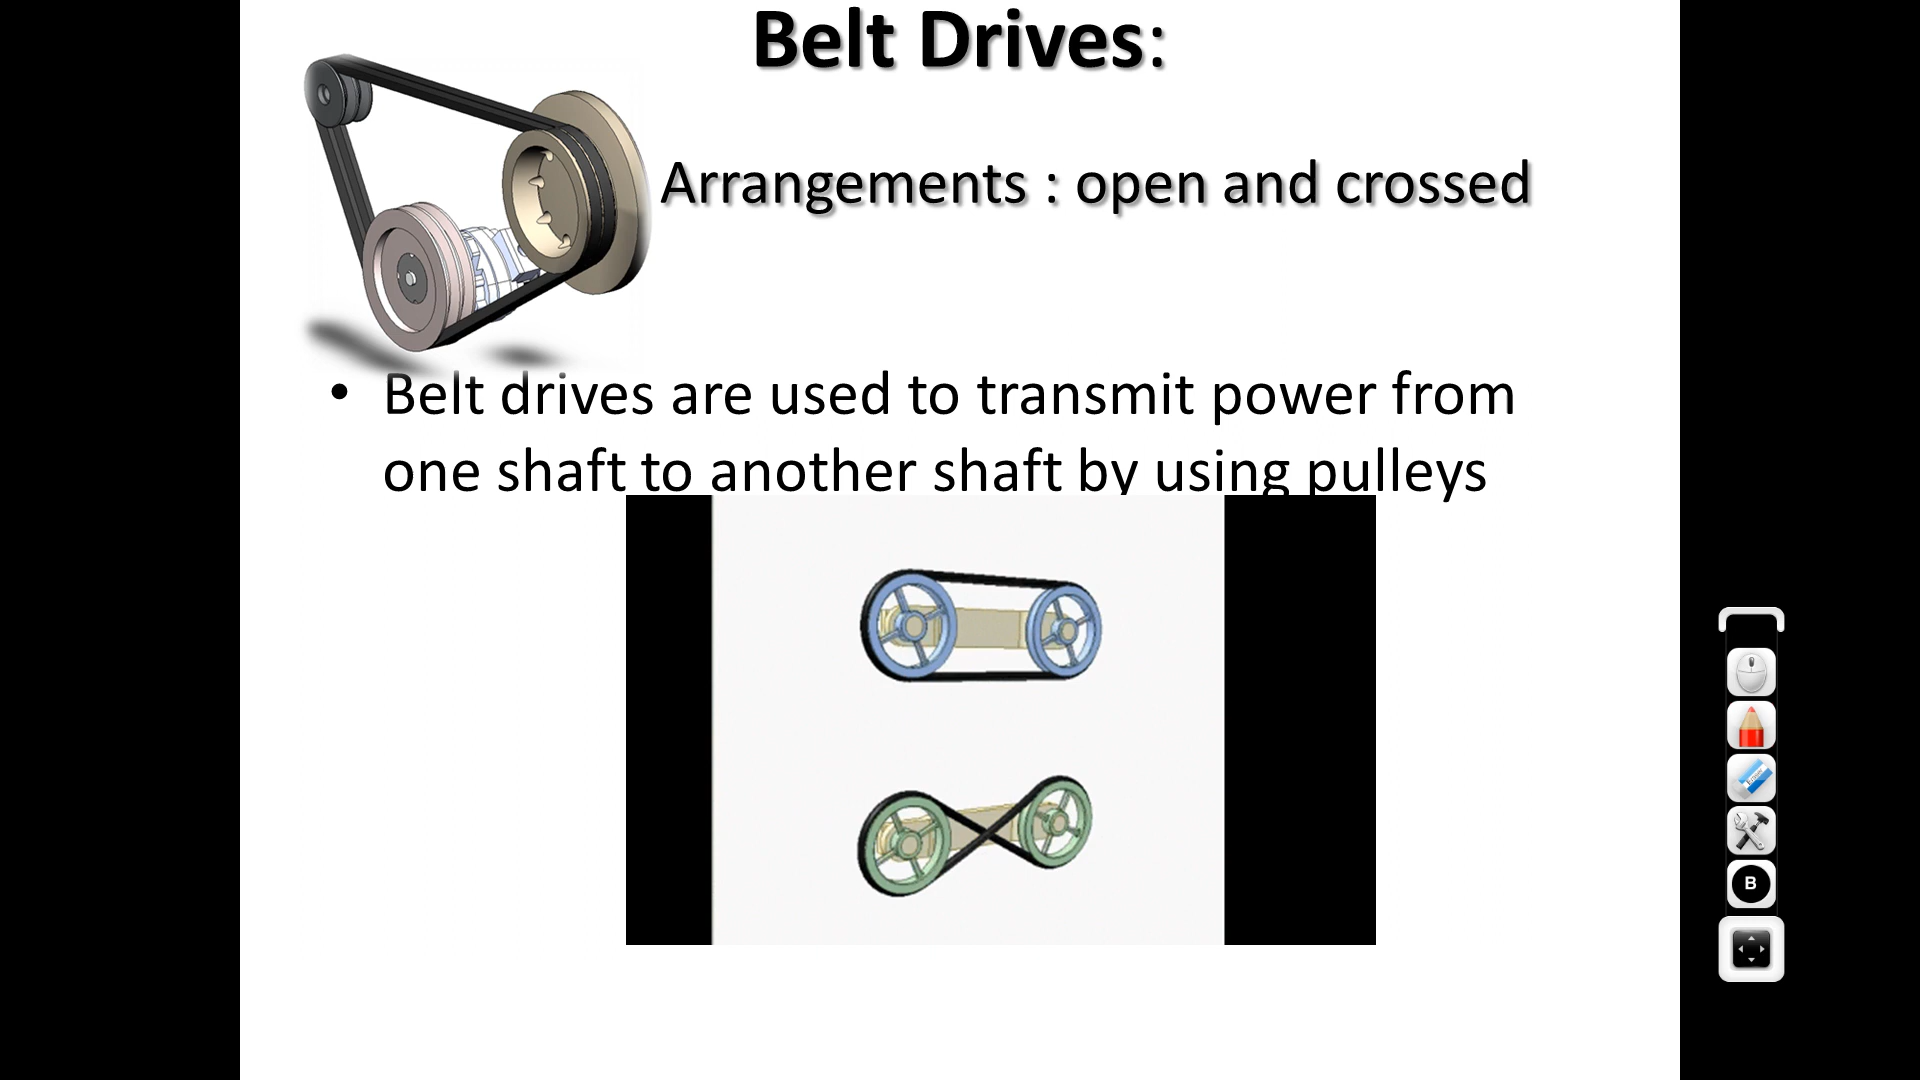 Belt Drives:
Arrangements : open and crossed
• Belt drives are used to transmit power from
one shaft to another shaft by using pulleys
B